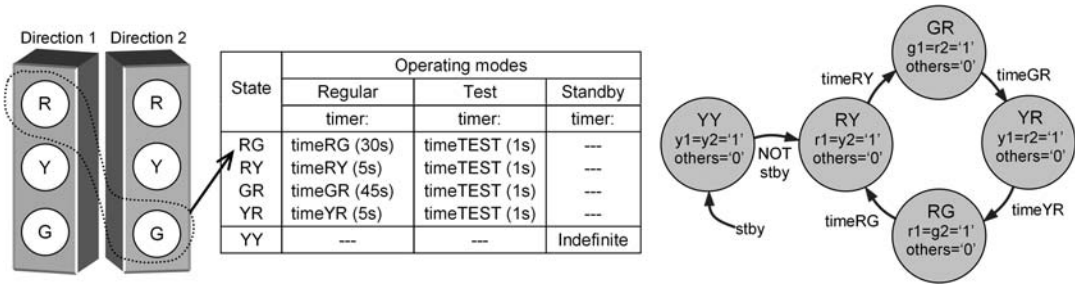 Direction 1 Direction 2
R R
Y Y
G G
State Operating modes
Regular Test Standby
timer: timer: timer:
RG timeRG (30s) timeTEST (1s) ---
RY timeRY (5s) timeTEST (1s) ---
GR timeGR (45s) timeTEST (1s) ---
YR timeYR (5s) timeTEST (1s) ---
YY --- --- Indefinite
GR
g1=r2=‘1’
others=‘0’
timeRY
timeGR
YY
y1=y2=‘1’
others=‘0’
NOT
stby
RY
r1=y2=‘1’
others=‘0’
YR
y1=r2=‘1’
others=‘0’
timeRG
timeYR
RG
r1=g2=‘1’
others=‘0’
stby